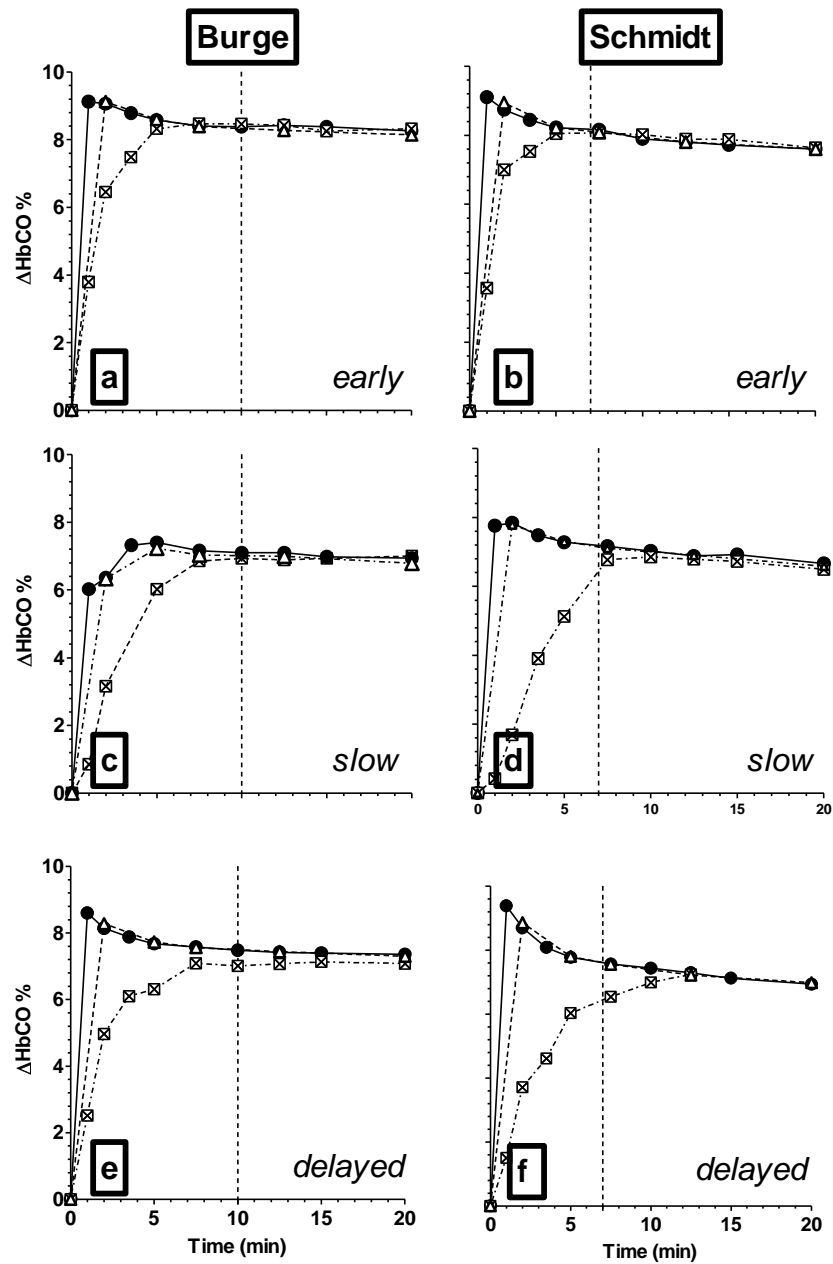 Burge Schmidt
10
8
6
4
2
0
ΔHbCO %
a early
b early
10
8
6
4
2
0
ΔHbCO %
c slow
d slow
0 5 10 15 20
10
8
6
4
2
0
ΔHbCO %
e delayed
f delayed
0 5 10 15 20
0 5 10 15 20
Time (min)
Time (min)